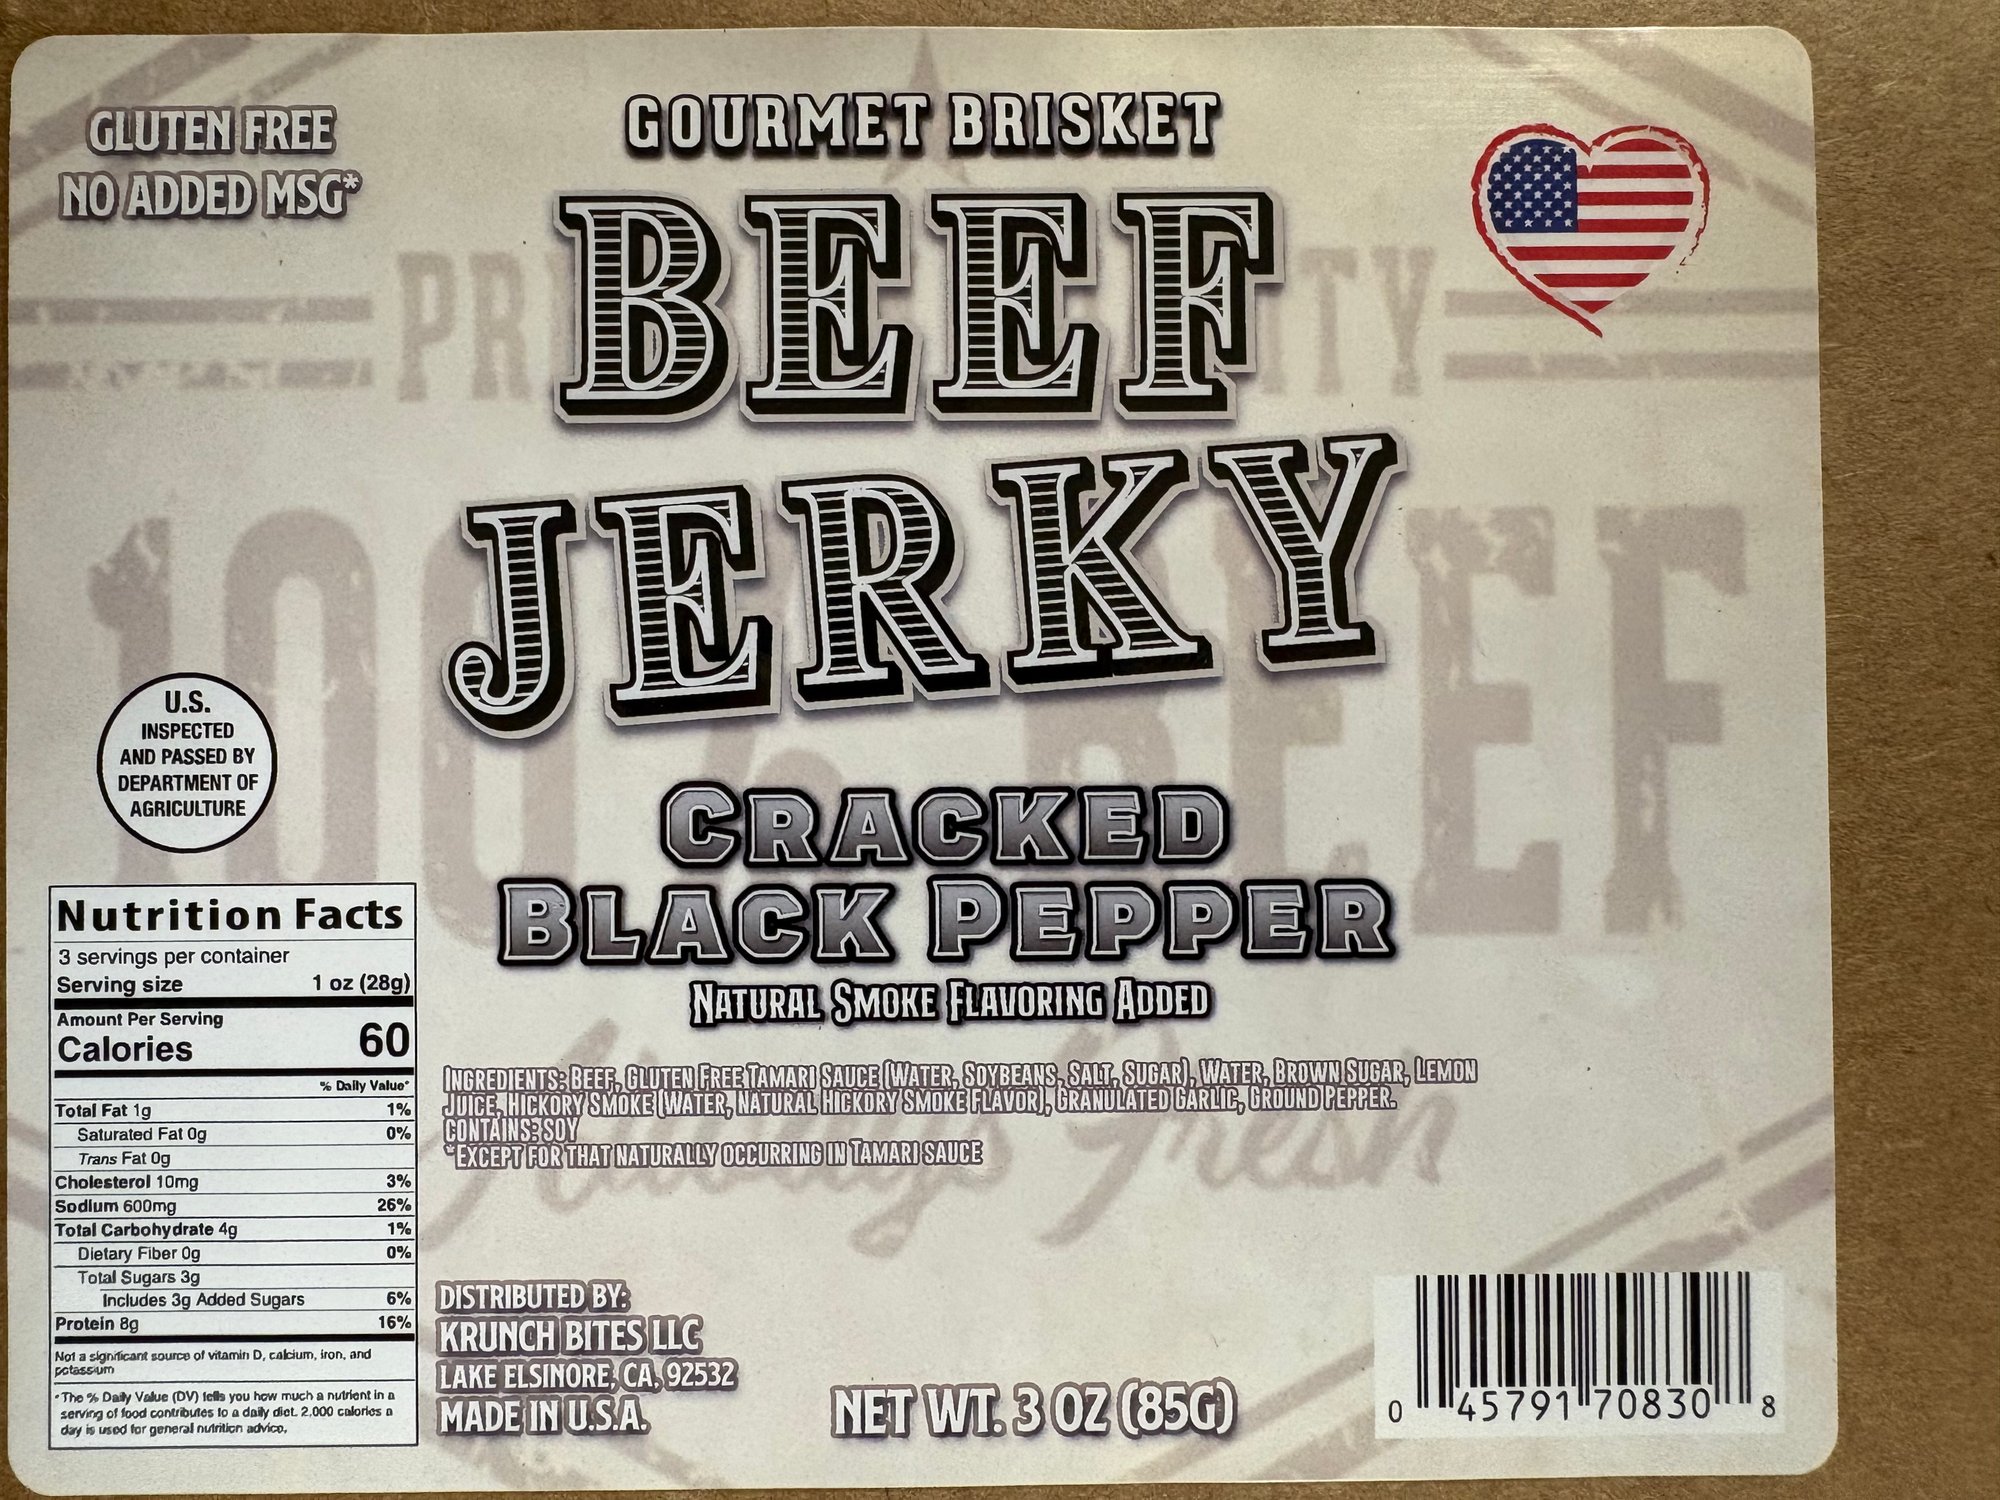 GLUTEN FREE
NO ADDED MSG*
GOURMET BRISKET
BEEF
JERKY
100% BEEF
U.S.
INSPECTED
AND PASSED BY
DEPARTMENT OF
AGRICULTURE
CRACKED
BLACK PEPPER
NATURAL SMOKE FLAVORING ADDED
Always Fresh
INGREDIENTS: BEEF, GLUTEN FREE TAMARI SAUCE (WATER, SOYBEANS, SALT, SUGAR), WATER, BROWN SUGAR, LEMON
JUICE, HICKORY SMOKE (WATER, NATURAL HICKORY SMOKE FLAVOR), GRANULATED GARLIC, GROUND PEPPER.
CONTAINS: SOY
*EXCEPT FOR THAT NATURALLY OCCURRING IN TAMARI SAUCE
Nutrition Facts
3 servings per container
Serving size 1 oz (28g)
Amount Per Serving
Calories 60
% Daily Value*
Total Fat 1g 1%
Saturated Fat 0g 0%
Trans Fat 0g
Cholesterol 10mg 3%
Sodium 600mg 26%
Total Carbohydrate 4g 1%
Dietary Fiber 0g 0%
Total Sugars 3g
Includes 3g Added Sugars 6%
Protein 8g 16%
Not a significant source of vitamin D, calcium, iron, and
potassium
*The % Daily Value (DV) tells you how much a nutrient in a
serving of food contributes to a daily diet. 2,000 calories a
day is used for general nutrition advice.
DISTRIBUTED BY:
KRUNCH BITES LLC
LAKE ELSINORE, CA, 92532
MADE IN U.S.A.
NET WT. 3 OZ (85G)
0 45791 70830 8